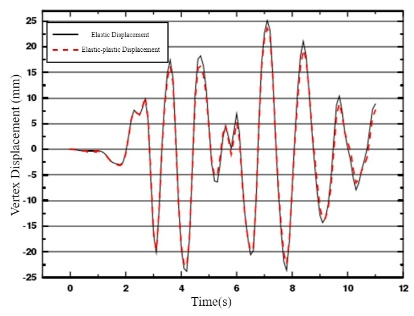 Elastic Displacement
Elastic-plastic Displacement
Vertex Displacement (mm)
25
20
15
10
5
0
-5
-10
-15
-20
-25
0 2 4 6 8 10 12
Time(s)